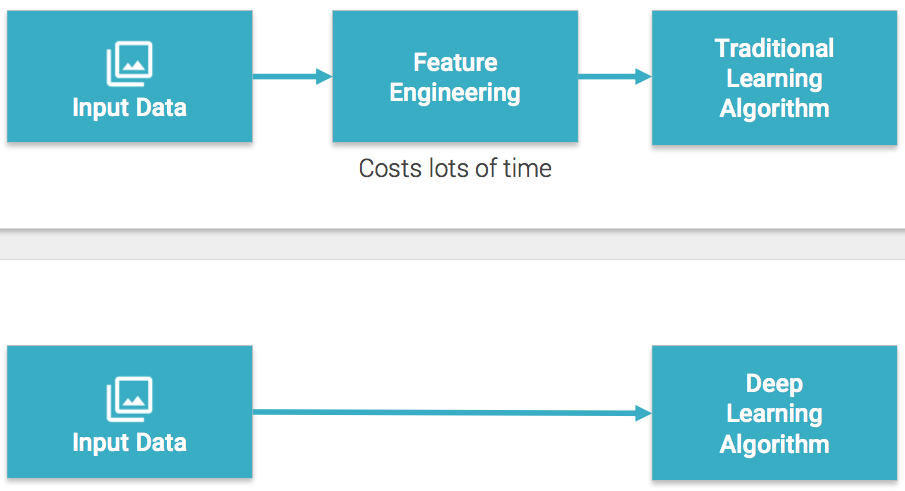 Input Data
Feature
Engineering
Traditional
Learning
Algorithm
Costs lots of time
Input Data
Deep
Learning
Algorithm